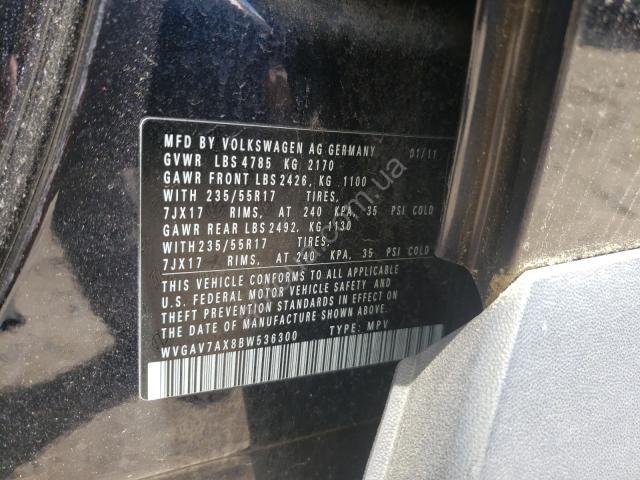 MFD BY VOLKSWAGEN AG GERMANY 01/11
GVWR LBS 4785 KG 2170
GAWR FRONT LBS 2426, KG 1100
WITH 235/55R17 TIRES,
7JX17 RIMS, AT 240 KPA, 35 PSI COLD
GAWR REAR LBS 2492, KG 1130
WITH 235/55R17 TIRES,
7JX17 RIMS, AT 240 KPA, 35 PSI COLD
THIS VEHICLE CONFORMS TO ALL APPLICABLE
U.S. FEDERAL MOTOR VEHICLE SAFETY AND
THEFT PREVENTION STANDARDS IN EFFECT ON
THE DATE OF MANUFACTURE SHOWN ABOVE
WVGAV7AX8BW536300 TYPE: MPV